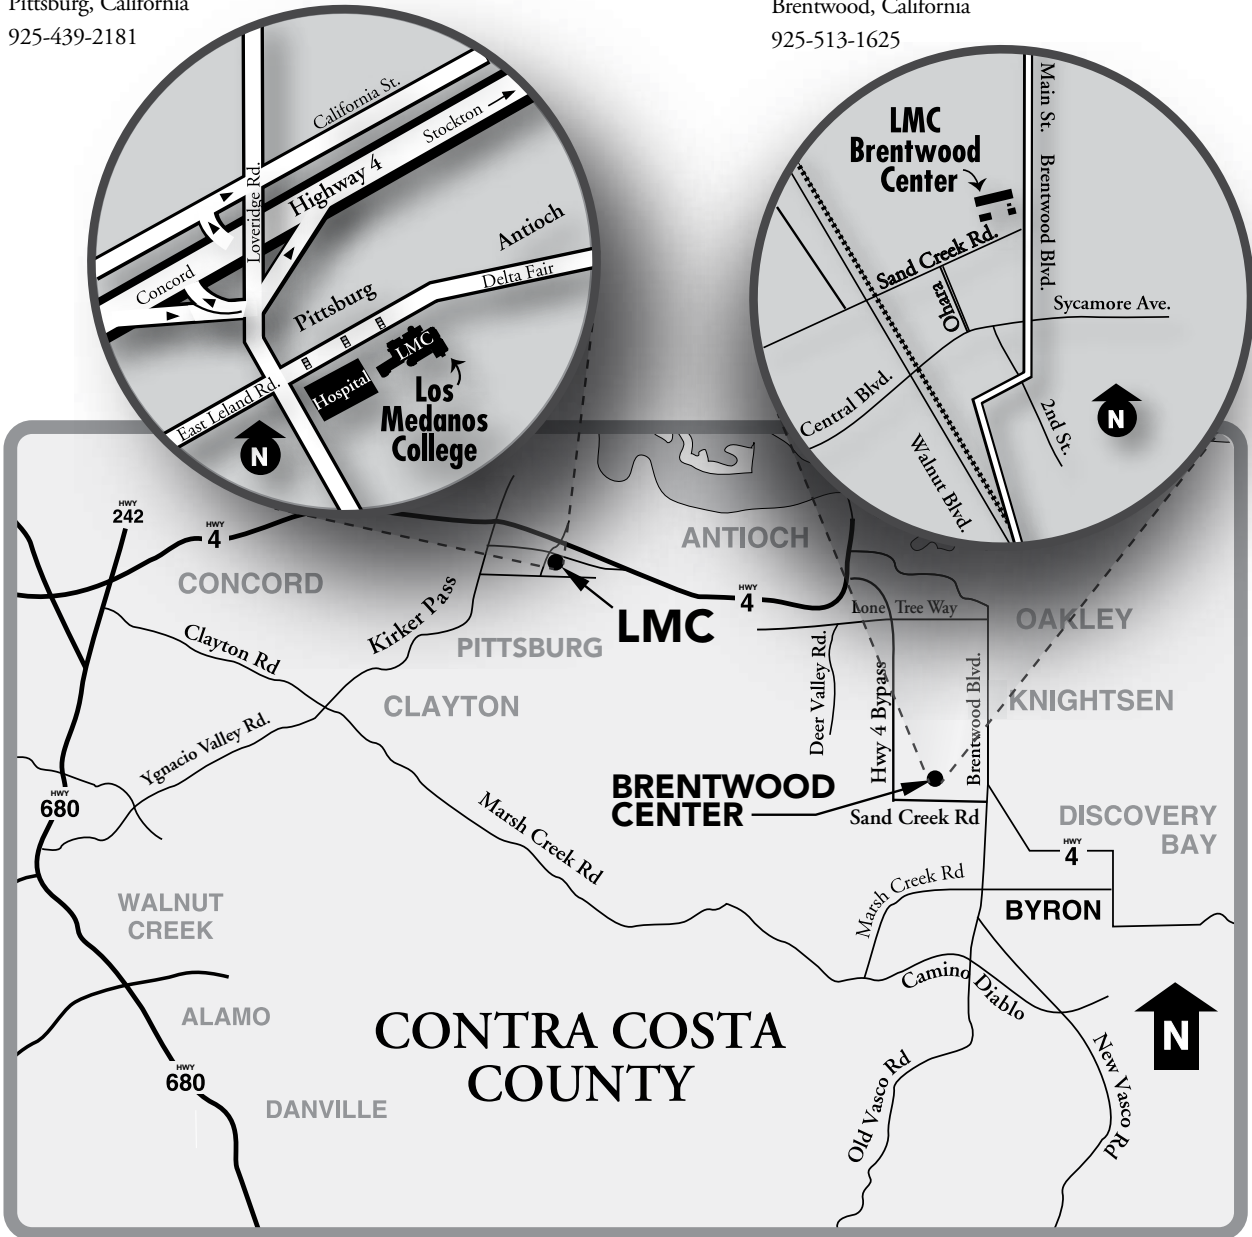 Pittsburg, California
925-439-2181
Brentwood, California
925-513-1625
California St.
Stockton
Highway 4
Loveridge Rd.
Concord
Antioch
Delta Fair
Pittsburg
LMC
Hospital
East Leland Rd.
Los
Medanos
College
N
Main St.
Brentwood Blvd.
LMC
Brentwood
Center
Sand Creek Rd.
Ohara
Sycamore Ave.
Central Blvd.
2nd St.
Walnut Blvd.
N
HWY
242
HWY
4
CONCORD
ANTIOCH
Kirker Pass
LMC
HWY
4
Lone Tree Way
OAKLEY
Clayton Rd
PITTSBURG
CLAYTON
Deer Valley Rd.
Hwy 4 Bypass
Brentwood Blvd.
KNIGHTSEN
Ygnacio Valley Rd.
HWY
680
BRENTWOOD
CENTER
Sand Creek Rd
DISCOVERY
BAY
Marsh Creek Rd
HWY
4
WALNUT
CREEK
Marsh Creek Rd
BYRON
Camino Diablo
ALAMO
CONTRA COSTA
COUNTY
N
HWY
680
DANVILLE
Old Vasco Rd
New Vasco Rd